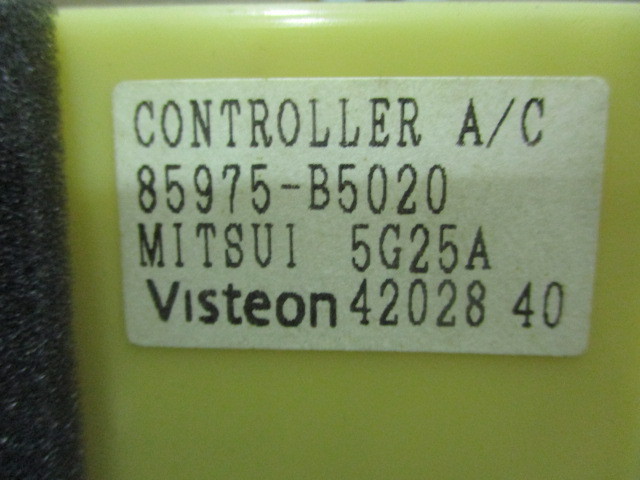 CONTROLLER A/C
85975-B5020
MITSUI 5G25A
Visteon 42028 40